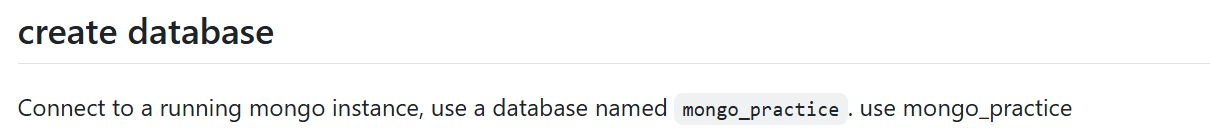 create database
Connect to a running mongo instance, use a database named mongo_practice. use mongo_practice